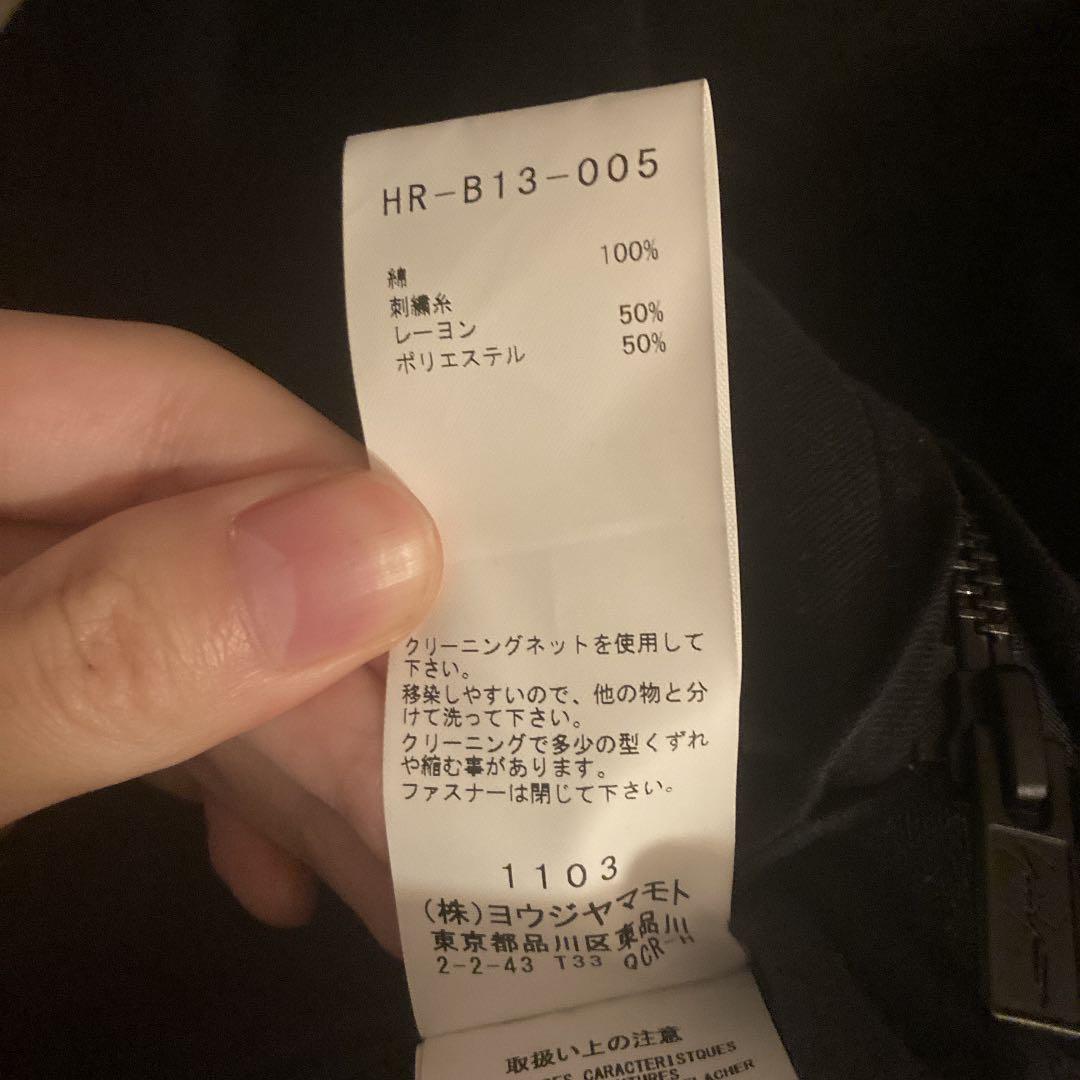 HR-B13-005
綿 100%
刺繍糸
レーヨン 50%
ポリエステル 50%
クリーニングネットを使用して
下さい。
移染しやすいので、他の物と分
けて洗って下さい。
クリーニングで多少の型くずれ
や縮む事があります。
ファスナーは閉じて下さい。
1103
(株)ヨウジヤマモト
東京都品川区東品川
2-2-43 T33 QCR-H
取扱い上の注意
CARACTERISTQUES